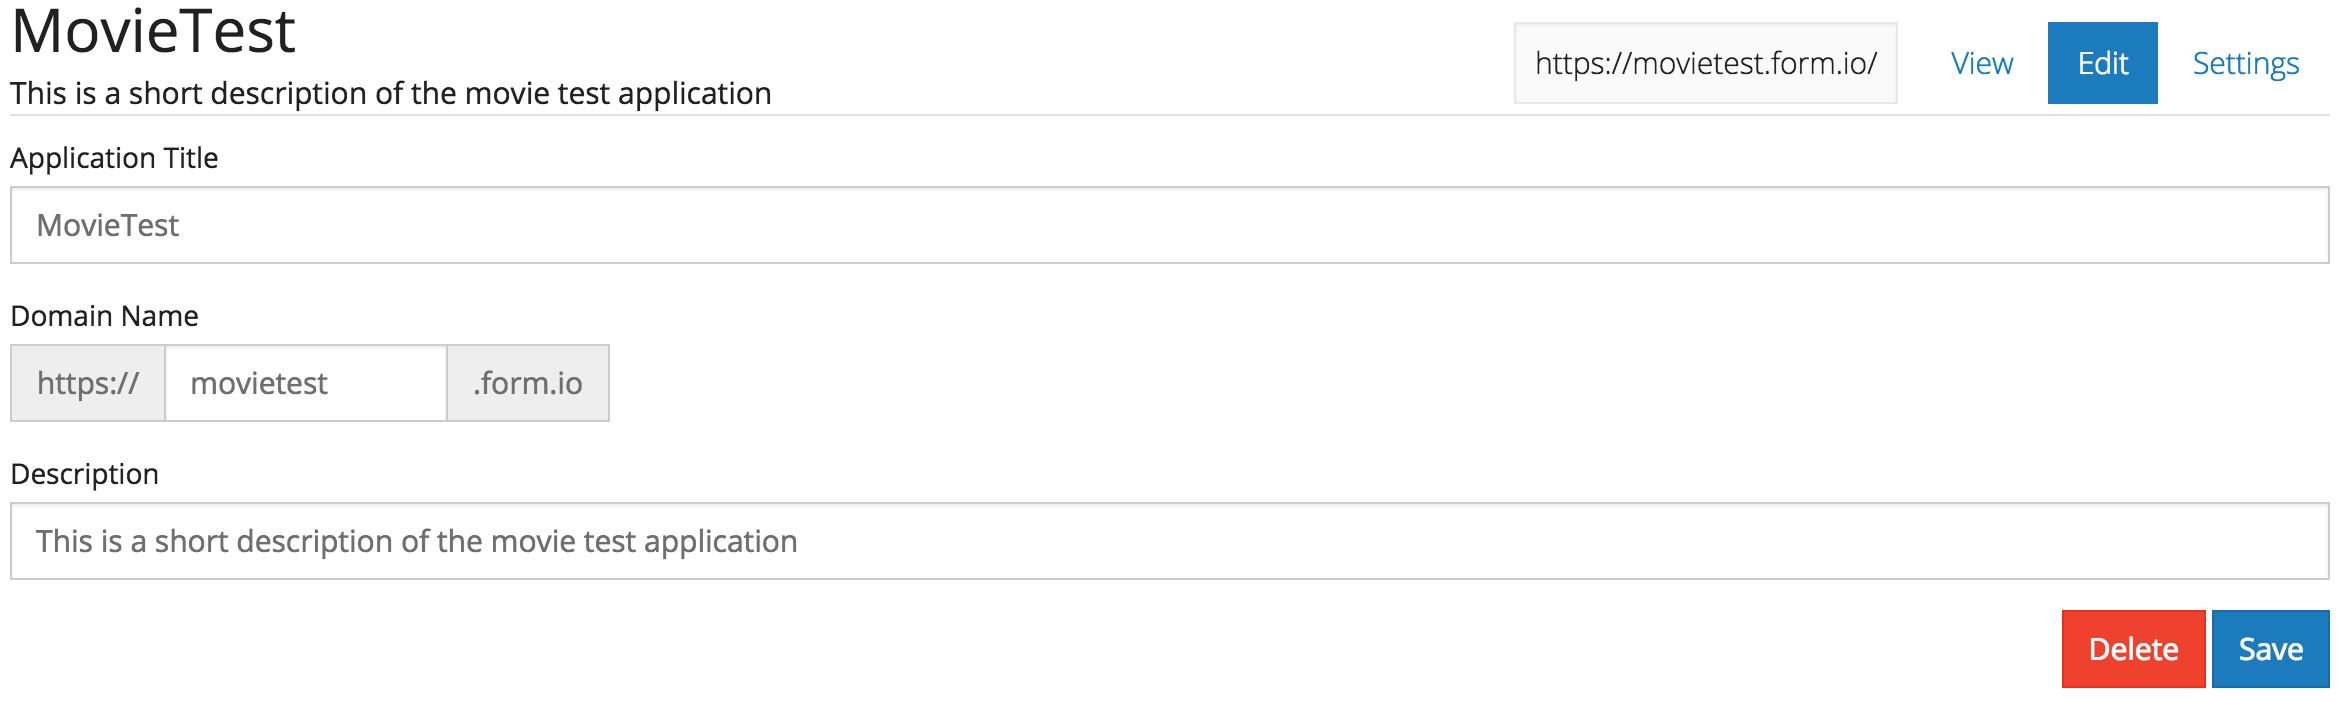 MovieTest
This is a short description of the movie test application
https://movietest.form.io/ View Edit Settings
Application Title
MovieTest
Domain Name
https:// movietest .form.io
Description
This is a short description of the movie test application
Delete Save